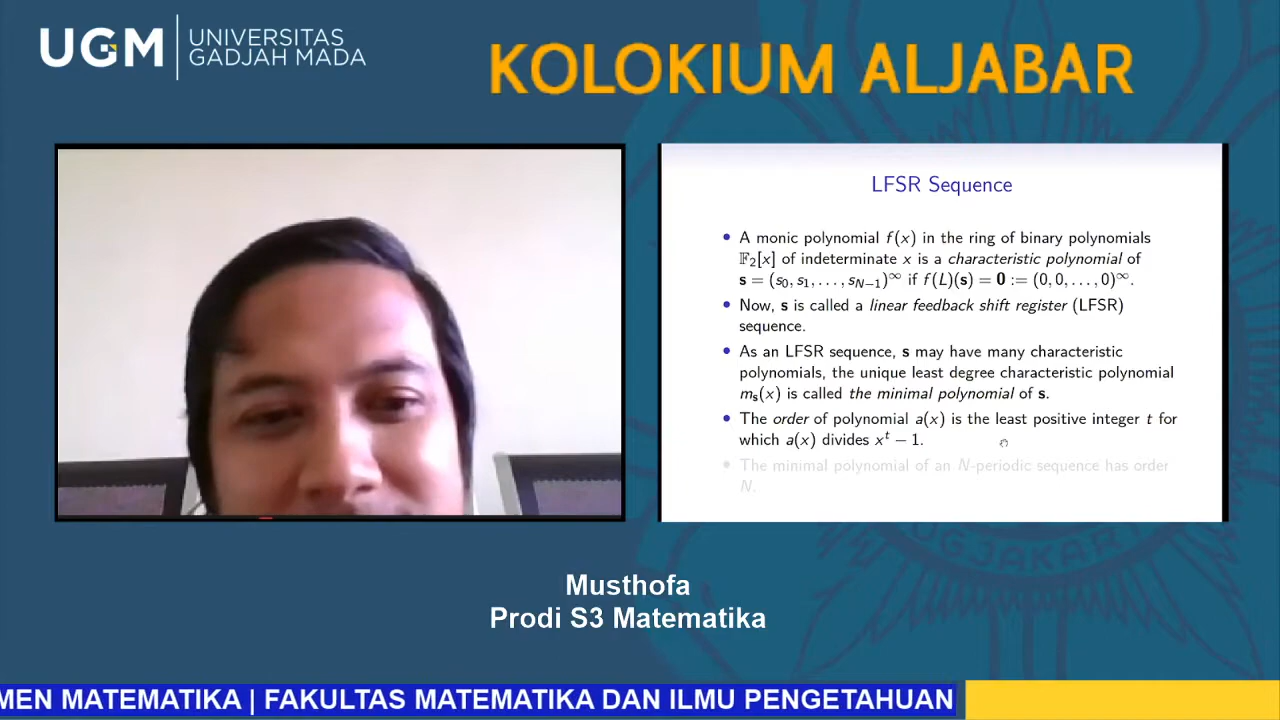 UGM
UNIVERSITAS
GADJAH MADA
KOLOKIUM ALJABAR
LFSR Sequence
• A monic polynomial f(x) in the ring of binary polynomials
𝔽₂[x] of indeterminate x is a characteristic polynomial of
s = (s₀, s₁, . . . , s_{N−1})^∞ if f(L)(s) = 0 := (0, 0, . . . , 0)^∞.
• Now, s is called a linear feedback shift register (LFSR)
sequence.
• As an LFSR sequence, s may have many characteristic
polynomials, the unique least degree characteristic polynomial
m_s(x) is called the minimal polynomial of s.
• The order of polynomial a(x) is the least positive integer t for
which a(x) divides x^t − 1.
• The minimal polynomial of an N-periodic sequence has order
N.
GJAKAR
Musthofa
Prodi S3 Matematika
MEN MATEMATIKA | FAKULTAS MATEMATIKA DAN ILMU PENGETAHUAN